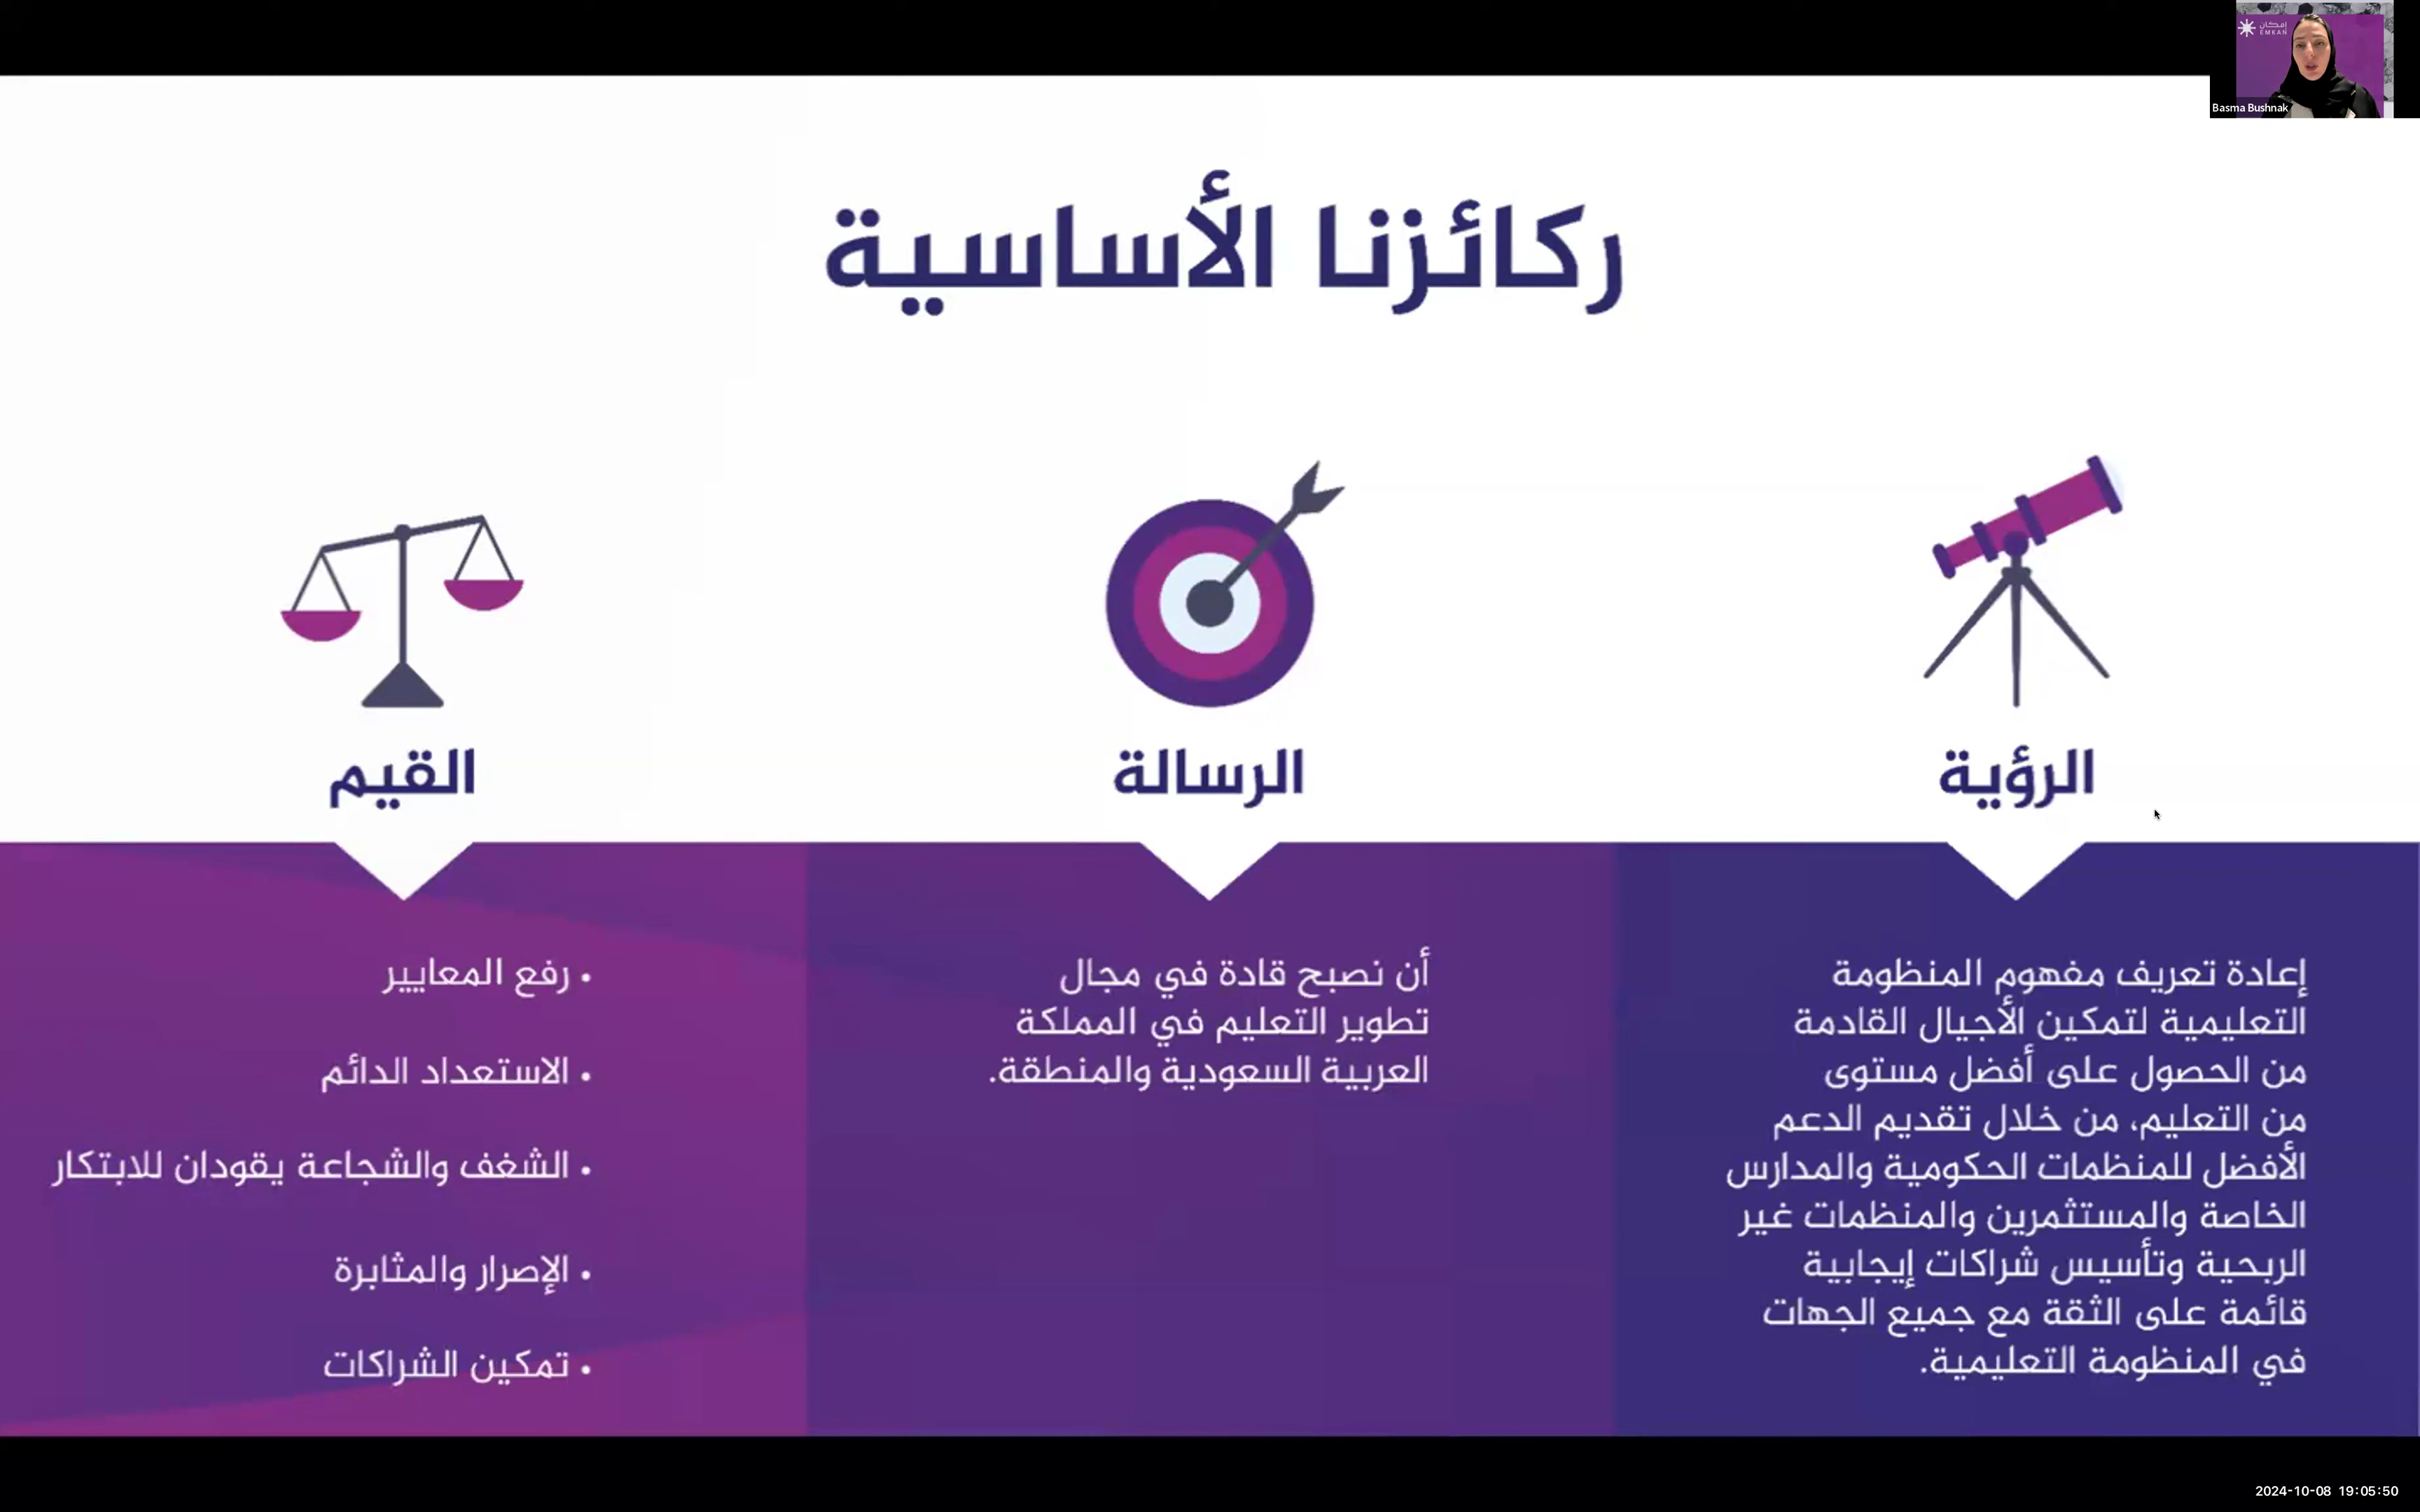 إمكان
EMKAN
Basma Bushnak
ركائزنا الأساسية
الرؤية
إعادة تعريف مفهوم المنظومة
التعليمية لتمكين الأجيال القادمة
من الحصول على أفضل مستوى
من التعليم، من خلال تقديم الدعم
الأفضل للمنظمات الحكومية والمدارس
الخاصة والمستثمرين والمنظمات غير
الربحية وتأسيس شراكات إيجابية
قائمة على الثقة مع جميع الجهات
في المنظومة التعليمية.
الرسالة
أن نصبح قادة في مجال
تطوير التعليم في المملكة
العربية السعودية والمنطقة.
القيم
• رفع المعايير
• الاستعداد الدائم
• الشغف والشجاعة يقودان للابتكار
• الإصرار والمثابرة
• تمكين الشراكات
2024-10-08 19:05:50